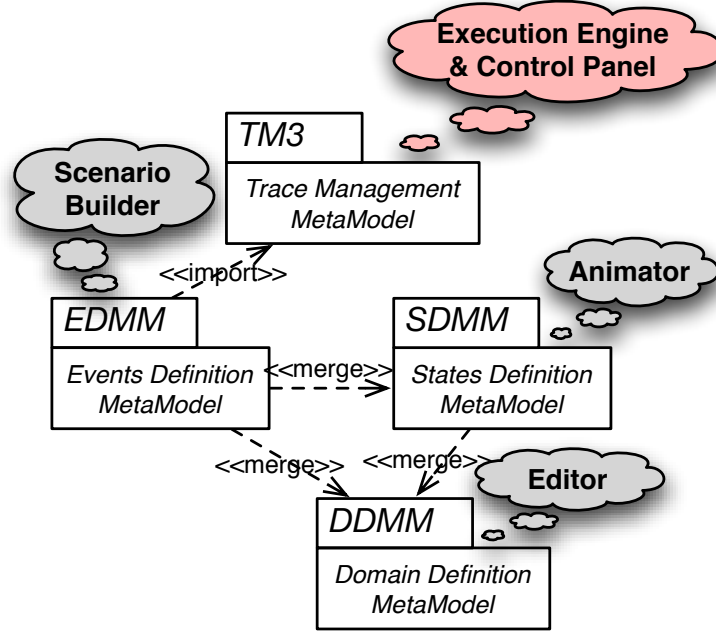 Execution Engine
& Control Panel
TM3
Trace Management
MetaModel
Scenario
Builder
<<import>>
Animator
EDMM
Events Definition
MetaModel
<<merge>>
SDMM
States Definition
MetaModel
<<merge>>
<<merge>>
Editor
DDMM
Domain Definition
MetaModel